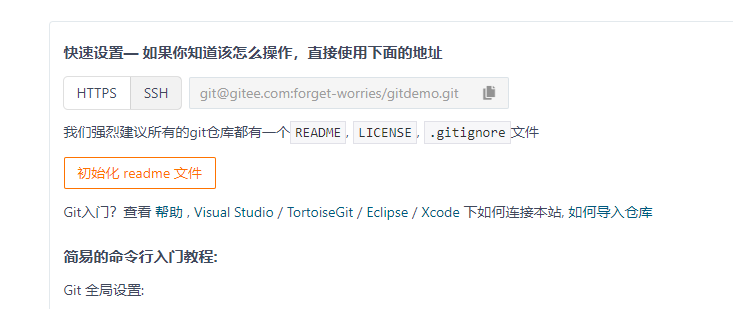 快速设置— 如果你知道该怎么操作，直接使用下面的地址
HTTPS SSH git@gitee.com:forget-worries/gitdemo.git
我们强烈建议所有的git仓库都有一个 README, LICENSE, .gitignore 文件
初始化 readme 文件
Git入门？查看 帮助 , Visual Studio / TortoiseGit / Eclipse / Xcode 下如何连接本站, 如何导入仓库
简易的命令行入门教程:
Git 全局设置: